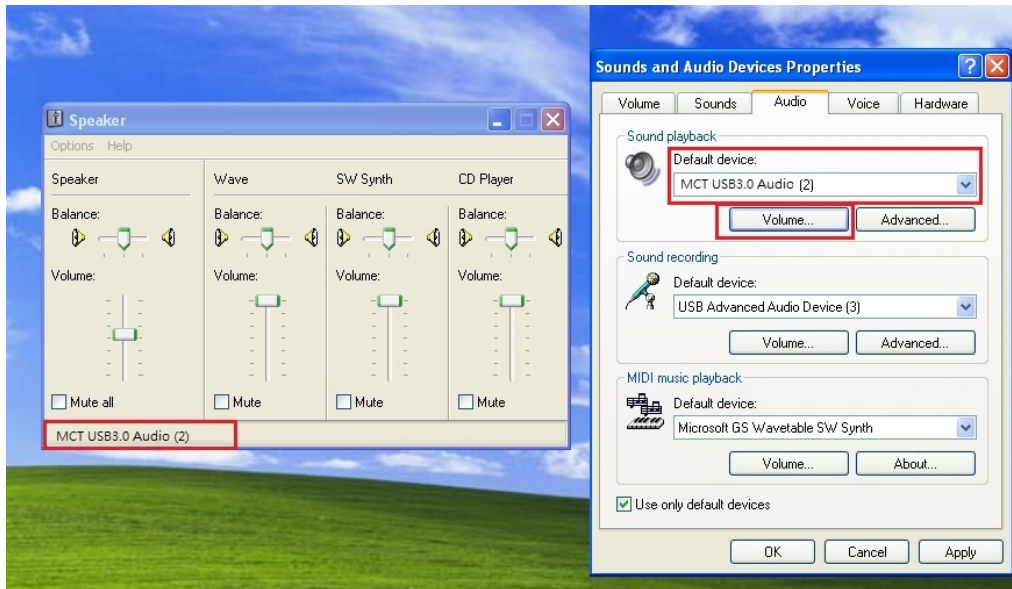 Speaker
Options Help
Speaker
Wave
SW Synth
CD Player
Balance:
Balance:
Balance:
Balance:
Volume:
Volume:
Volume:
Volume:
Mute all
Mute
Mute
Mute
MCT USB3.0 Audio (2)
Sounds and Audio Devices Properties
Volume
Sounds
Audio
Voice
Hardware
Sound playback
Default device:
MCT USB3.0 Audio (2)
Volume...
Advanced...
Sound recording
Default device:
USB Advanced Audio Device (3)
Volume...
Advanced...
MIDI music playback
Default device:
Microsoft GS Wavetable SW Synth
Volume...
About...
Use only default devices
OK
Cancel
Apply